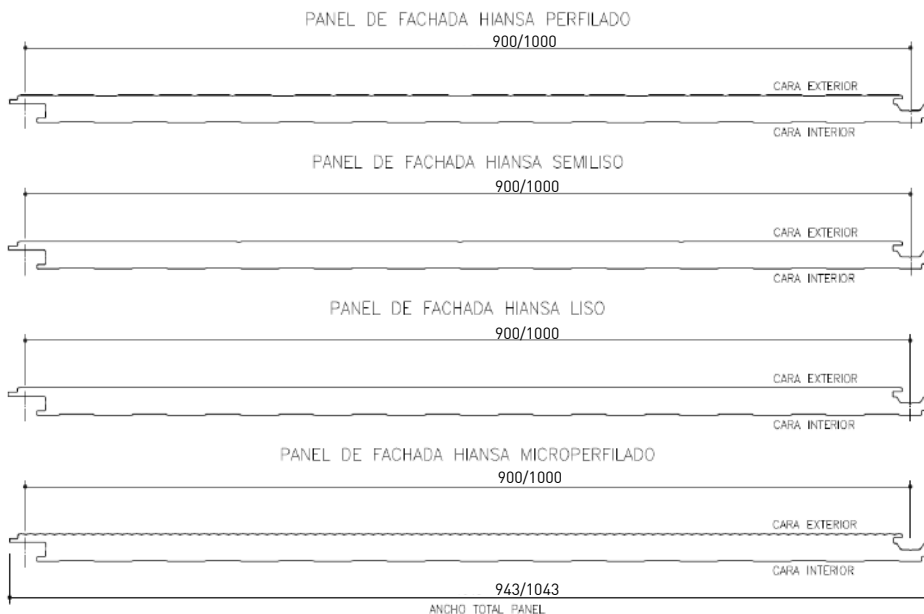 PANEL DE FACHADA HIANSA PERFILADO
900/1000
CARA EXTERIOR
CARA INTERIOR
PANEL DE FACHADA HIANSA SEMILISO
900/1000
CARA EXTERIOR
CARA INTERIOR
PANEL DE FACHADA HIANSA LISO
900/1000
CARA EXTERIOR
CARA INTERIOR
PANEL DE FACHADA HIANSA MICROPERFILADO
900/1000
CARA EXTERIOR
CARA INTERIOR
943/1043
ANCHO TOTAL PANEL